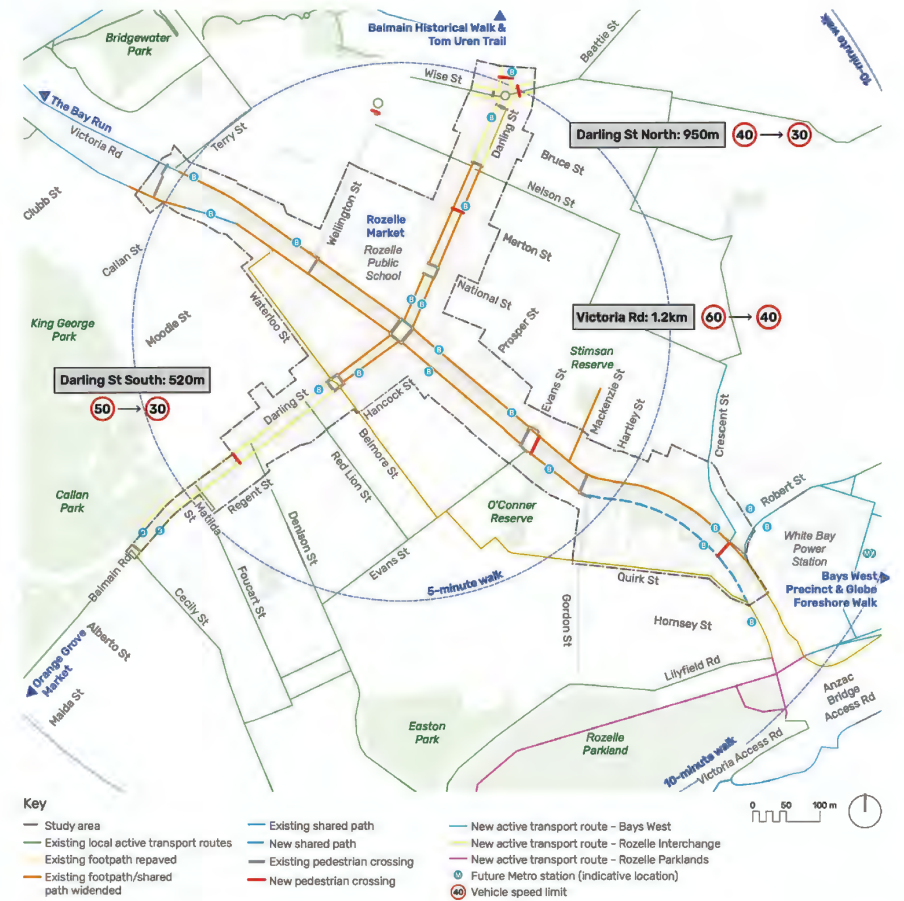 Balmain Historical Walk &
Tom Uren Trail
Bridgewater
Park
10-minute walk
Beattie St
Wise St
The Bay Run
Victoria Rd
Terry St
Darling St
Darling St North: 950m
40
30
Bruce St
Clubb St
Wellington St
Nelson St
Rozelle
Market
Rozelle
Public
School
Merton St
Callan St
National St
King George
Park
Moodie St
Waterloo St
Prosper St
Victoria Rd: 1.2km
60
40
Stimsan
Reserve
Darling St South: 520m
50
30
Darling St
Hancock St
Evans St
Mackenzie St
Hartley St
Crescent St
Belmore St
Red Lion St
Callan
Park
Regent St
Matilda
St
O'Conner
Reserve
Robert St
White Bay
Power
Station
Denison St
Evans St
Balmain Rd
Foucart St
Cecily St
5-minute walk
Quirk St
Bays West
Precinct & Glebe
Foreshore Walk
Gordon St
Hornsey St
Alberto St
Orange Grove
Market
Maida St
Lilyfield Rd
Anzac
Bridge
Access Rd
Easton
Park
Rozelle
Parkland
10-minute walk
Victoria Access Rd
Key
Study area
Existing local active transport routes
Existing footpath repaved
Existing footpath/shared
path widended
Existing shared path
New shared path
Existing pedestrian crossing
New pedestrian crossing
New active transport route - Bays West
New active transport route - Rozelle Interchange
New active transport route - Rozelle Parklands
M Future Metro station (indicative location)
40 Vehicle speed limit
0 50 100 m